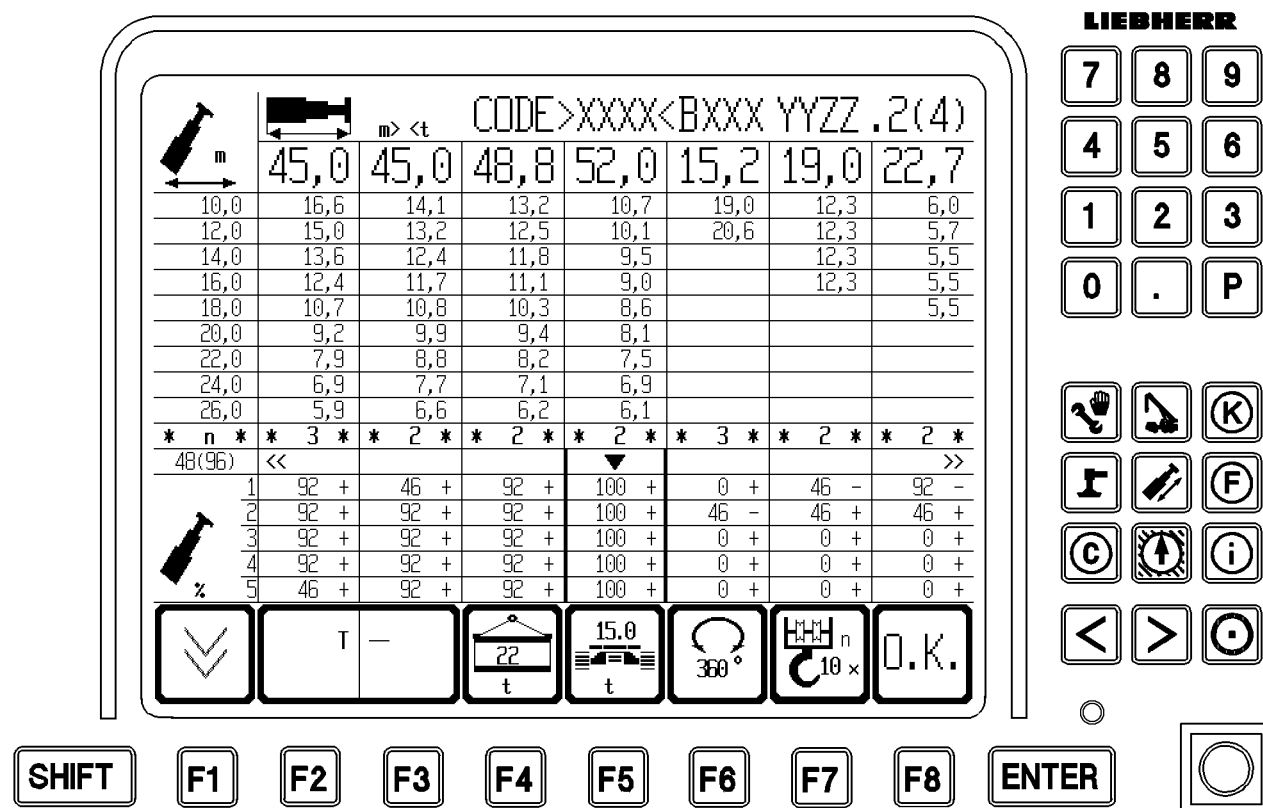 LIEBHERR
7 8 9
m m> <t CODE>XXXX<BXXX YYZZ .2(4)
4 5 6
45,0 45,0 48,8 52,0 15,2 19,0 22,7
10,0 16,6 14,1 13,2 10,7 19,0 12,3 6,0
1 2 3
12,0 15,0 13,2 12,5 10,1 20,6 12,3 5,7
14,0 13,6 12,4 11,8 9,5 12,3 5,5
16,0 12,4 11,7 11,1 9,0 12,3 5,5
0 . P
18,0 10,7 10,8 10,3 8,6 5,5
20,0 9,2 9,9 9,4 8,1
22,0 7,9 8,8 8,2 7,5
24,0 6,9 7,7 7,1 6,9
26,0 5,9 6,6 6,2 6,1
K
* n * * 3 * * 2 * * 2 * * 2 * * 3 * * 2 * * 2 *
48(96) << >>
1 92 + 46 + 92 + 100 + 0 + 46 - 92 -
F
2 92 + 92 + 92 + 100 + 46 - 46 + 46 +
3 92 + 92 + 92 + 100 + 0 + 0 + 0 +
4 92 + 92 + 92 + 100 + 0 + 0 + 0 +
C i
% 5 46 + 92 + 92 + 100 + 0 + 0 + 0 +
T — 22 t 15.0 t 360° n 10 × O.K.
< >
SHIFT F1 F2 F3 F4 F5 F6 F7 F8 ENTER